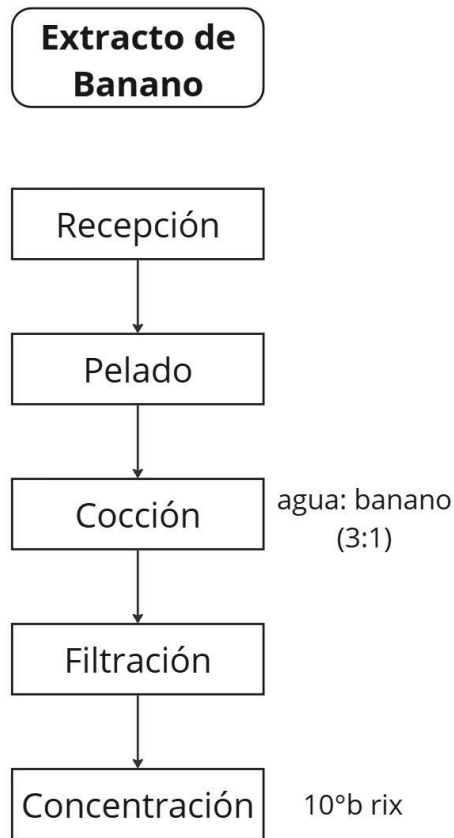 Extracto de
Banano
Recepción
Pelado
Cocción
agua: banano
(3:1)
Filtración
Concentración
10°b rix